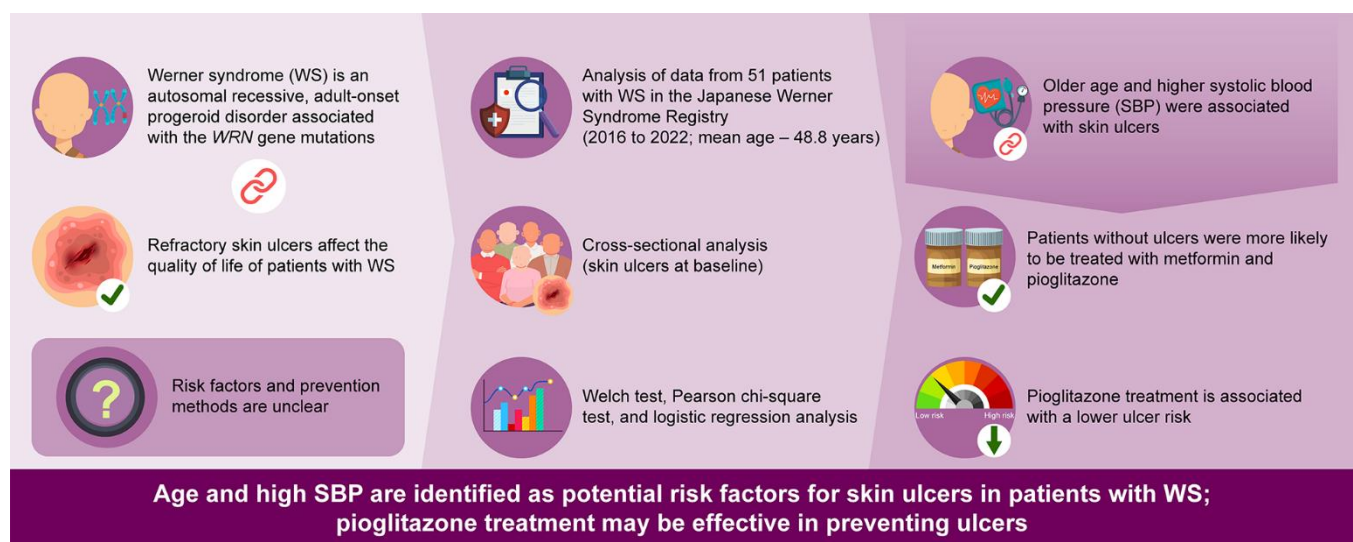 Werner syndrome (WS) is an
autosomal recessive, adult-onset
progeroid disorder associated
with the WRN gene mutations
Refractory skin ulcers affect the
quality of life of patients with WS
?
Risk factors and prevention
methods are unclear
Analysis of data from 51 patients
with WS in the Japanese Werner
Syndrome Registry
(2016 to 2022; mean age – 48.8 years)
Cross-sectional analysis
(skin ulcers at baseline)
Welch test, Pearson chi-square
test, and logistic regression analysis
Older age and higher systolic blood
pressure (SBP) were associated
with skin ulcers
Metformin
Pioglitazone
Patients without ulcers were more likely
to be treated with metformin and
pioglitazone
Low risk
High risk
Pioglitazone treatment is associated
with a lower ulcer risk
Age and high SBP are identified as potential risk factors for skin ulcers in patients with WS;
pioglitazone treatment may be effective in preventing ulcers